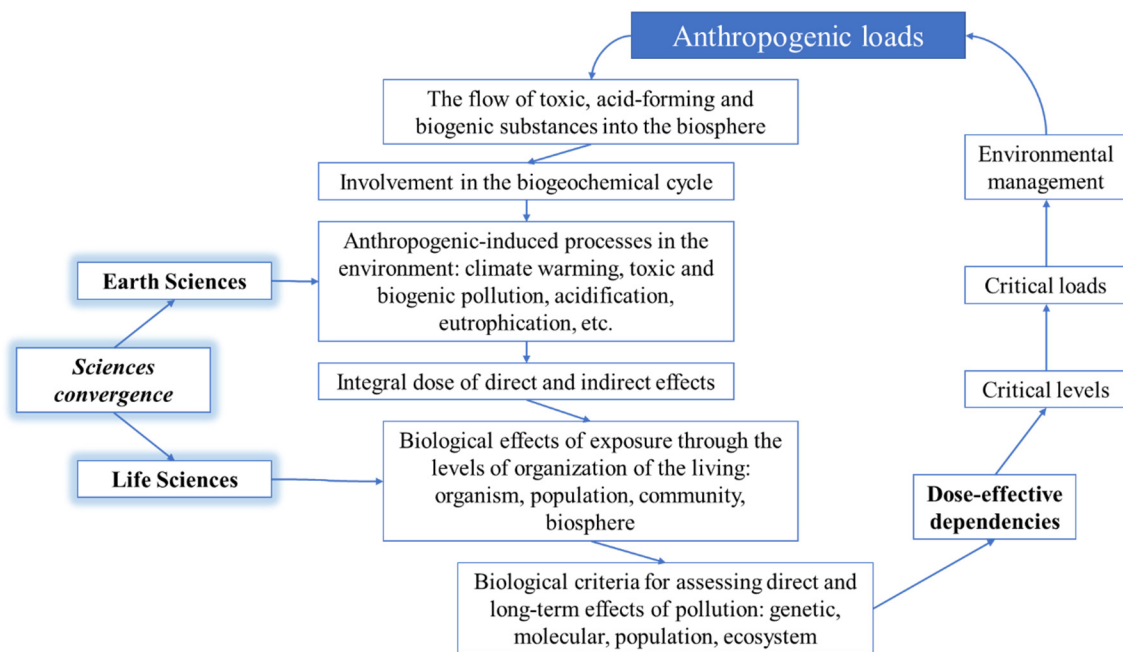 Anthropogenic loads
The flow of toxic, acid-forming and
biogenic substances into the biosphere
Involvement in the biogeochemical cycle
Anthropogenic-induced processes in the
environment: climate warming, toxic and
biogenic pollution, acidification,
eutrophication, etc.
Integral dose of direct and indirect effects
Biological effects of exposure through the
levels of organization of the living:
organism, population, community,
biosphere
Biological criteria for assessing direct and
long-term effects of pollution: genetic,
molecular, population, ecosystem
Earth Sciences
Sciences
convergence
Life Sciences
Environmental
management
Critical loads
Critical levels
Dose-effective
dependencies